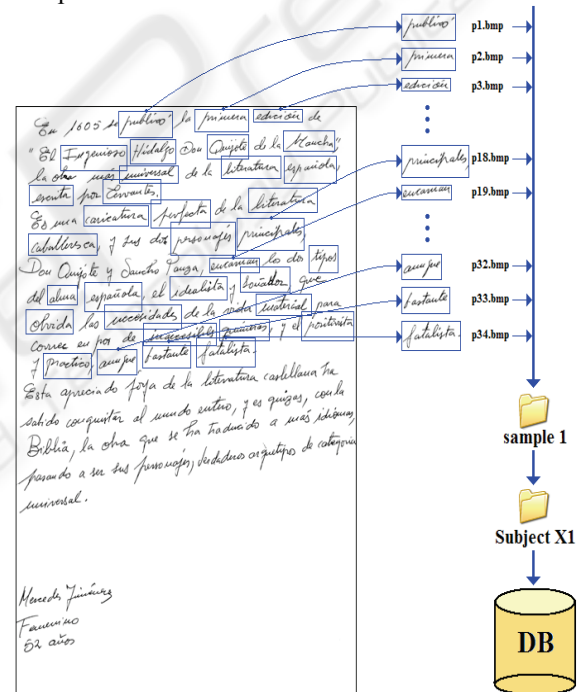 publicó p1.bmp
primera p2.bmp
edición p3.bmp
En 1605 se publicó la primera edición de
"El Ingenioso Hidalgo Don Quijote de la Mancha",
la obra más universal de la literatura española,
escrita por Cervantes.
Es una caricatura perfecta de la literatura
caballeresca, y sus dos personajes principales,
Don Quijote y Sancho Panza, encarnan los dos tipos
del alma española, el idealista y soñador, que
olvida las necesidades de la vida material para
correr en pos de inaccesibles quimeras, y el positivista
y practico, aunque bastante fatalista.
Esta apreciado joya de la literatura castellana ha
salido conquistar al mundo entero, y es quizas, con la
Biblia, la obra que se ha traducido a más idiomas,
pasando a ser sus personajes, verdaderos arquetipos de categoria
universal.
Mercedes Jiménez
Femenino
52 años
principales, p18.bmp
encarnan p19.bmp
aunque p32.bmp
bastante p33.bmp
fatalista. p34.bmp
sample 1
Subject X1
DB